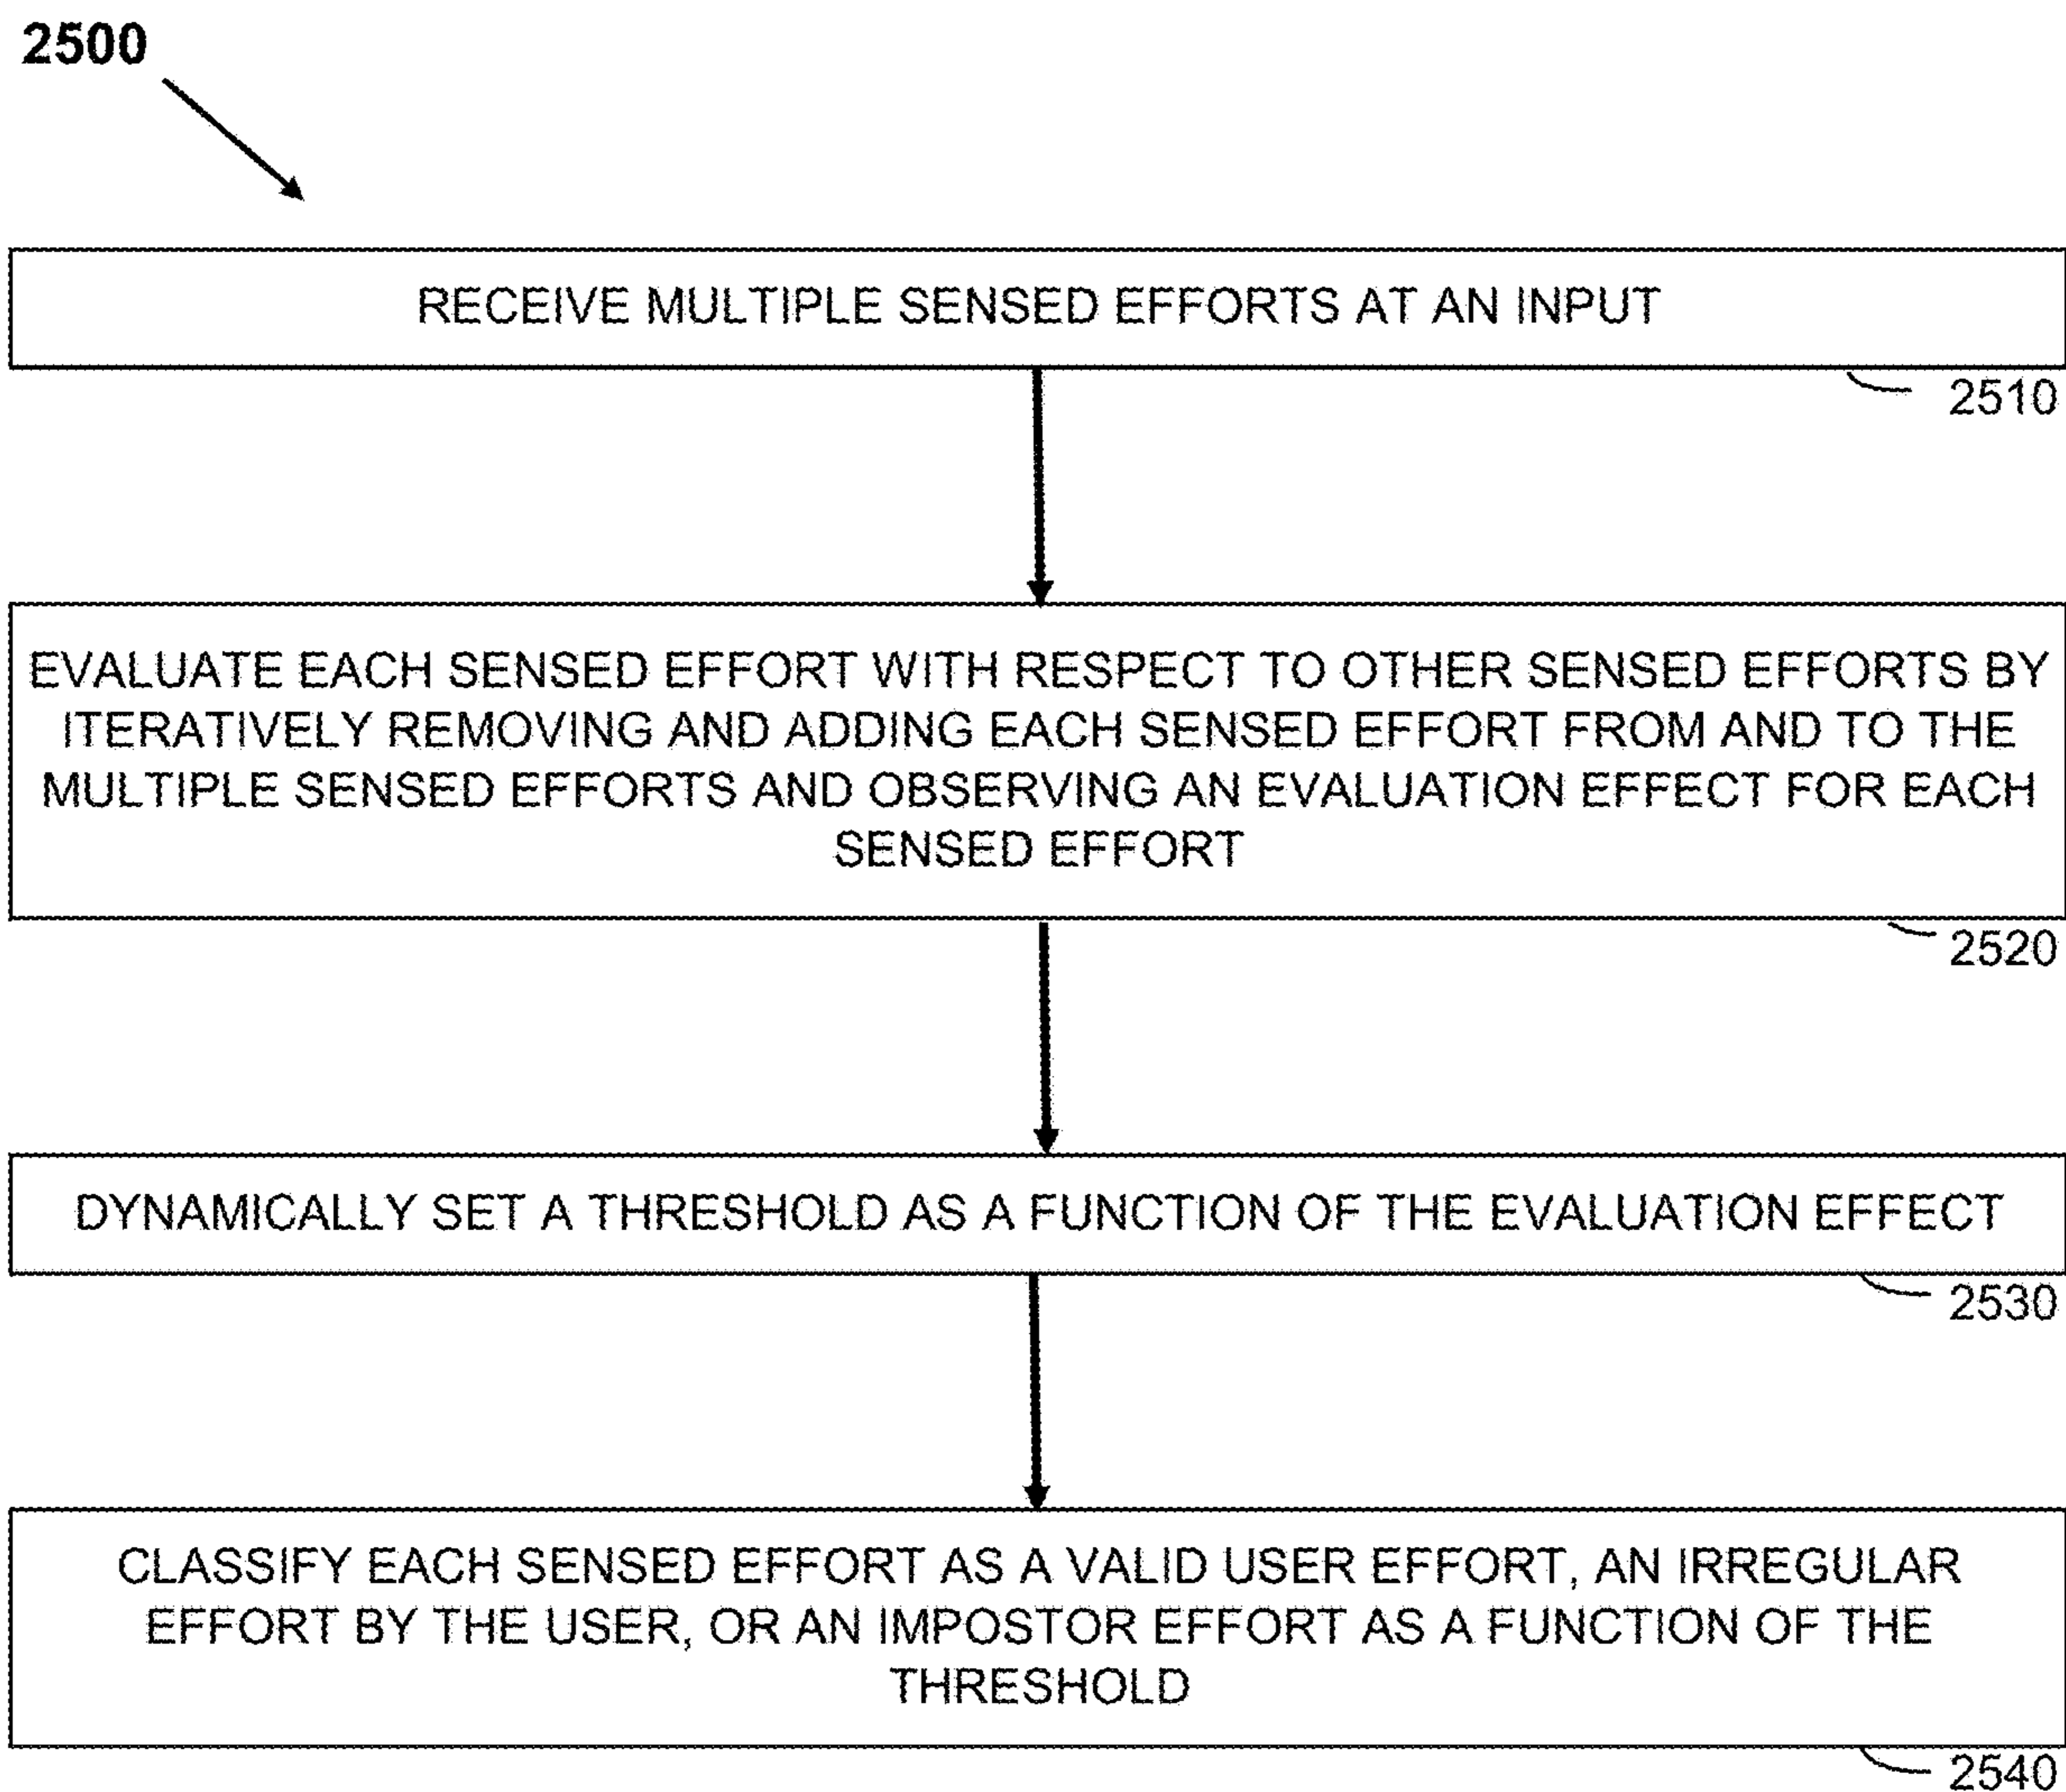 2500
RECEIVE MULTIPLE SENSED EFFORTS AT AN INPUT
2510
EVALUATE EACH SENSED EFFORT WITH RESPECT TO OTHER SENSED EFFORTS BY
ITERATIVELY REMOVING AND ADDING EACH SENSED EFFORT FROM AND TO THE
MULTIPLE SENSED EFFORTS AND OBSERVING AN EVALUATION EFFECT FOR EACH
SENSED EFFORT
2520
DYNAMICALLY SET A THRESHOLD AS A FUNCTION OF THE EVALUATION EFFECT
2530
CLASSIFY EACH SENSED EFFORT AS A VALID USER EFFORT, AN IRREGULAR
EFFORT BY THE USER, OR AN IMPOSTOR EFFORT AS A FUNCTION OF THE
THRESHOLD
2540